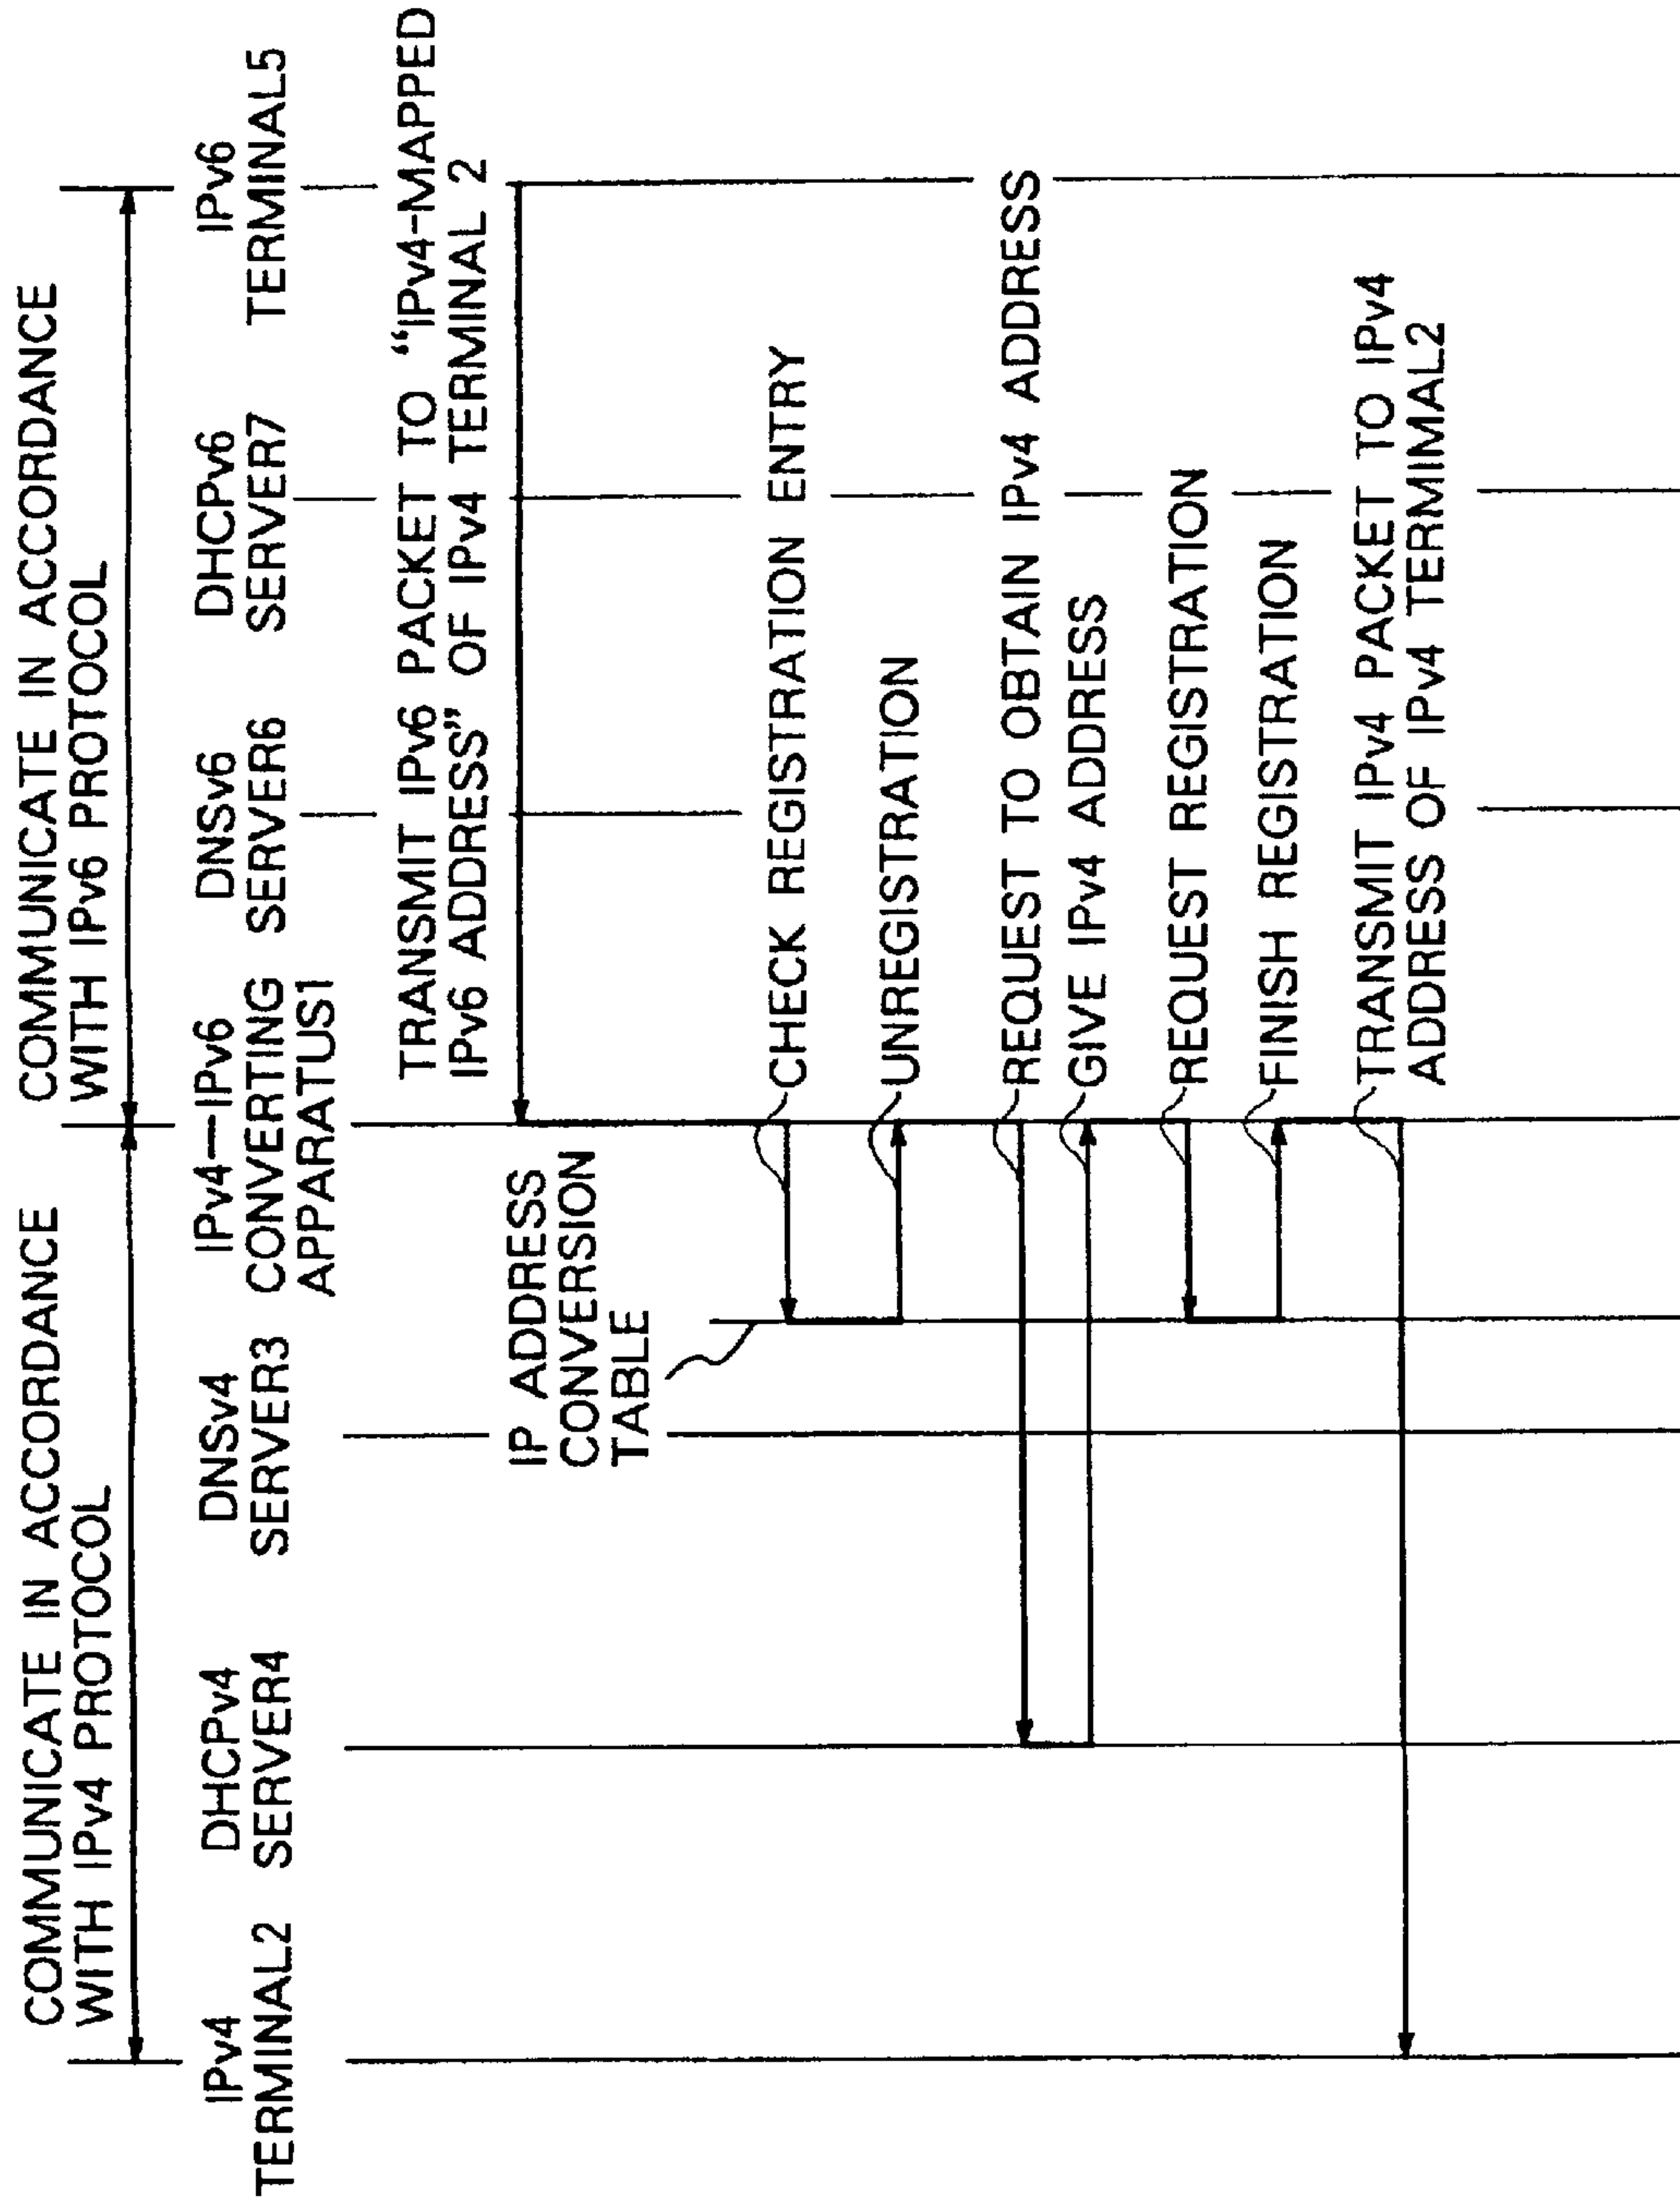 COMMUNICATE IN ACCORDANCE
WITH IPv4 PROTOCOL
COMMUNICATE IN ACCORDANCE
WITH IPv6 PROTOCOL
IPv4
TERMINAL2
DHCPv4
SERVER4
DNSv4
SERVER3
IPv4—IPv6
CONVERTING
APPARATUS1
DNSv6
SERVER6
DHCPv6
SERVER7
IPv6
TERMINAL5
TRANSMIT IPv6 PACKET TO “IPv4-MAPPED
IPv6 ADDRESS” OF IPv4 TERMINAL 2
IP ADDRESS
CONVERSION
TABLE
CHECK REGISTRATION ENTRY
UNREGISTRATION
REQUEST TO OBTAIN IPv4 ADDRESS
GIVE IPv4 ADDRESS
REQUEST REGISTRATION
FINISH REGISTRATION
TRANSMIT IPv4 PACKET TO IPv4
ADDRESS OF IPv4 TERMIMAL2